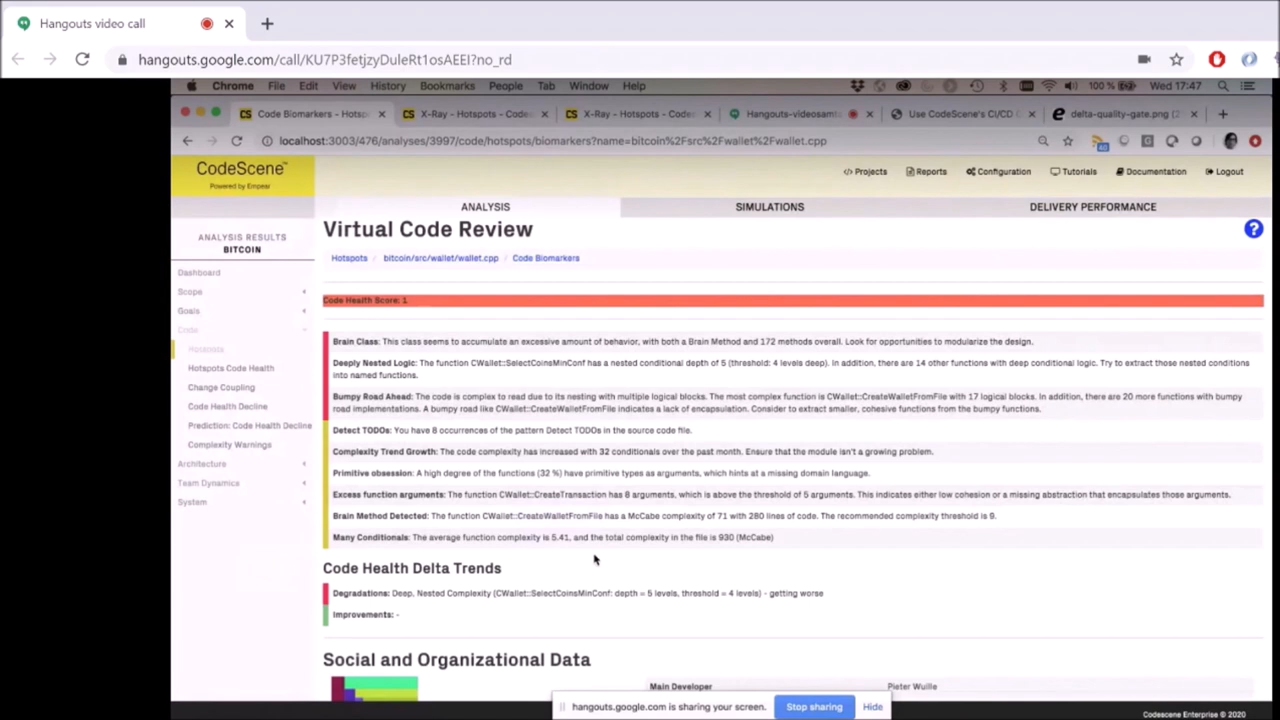 Hangouts video call
hangouts.google.com/call/KU7P3fetjzyDuleRt1osAEEI?no_rd
Chrome File Edit View History Bookmarks People Tab Window Help 100 % Wed 17:47
CS Code Biomarkers - Hotsp CS X-Ray - Hotspots - Code CS X-Ray - Hotspots - Codes Hangouts-videosamta Use CodeScene's CI/CD delta-quality-gate.png
localhost:3003/476/analyses/3997/code/hotspots/biomarkers?name=bitcoin%2Fsrc%2Fwallet%2Fwallet.cpp
CodeScene™
Powered by Empear
</> Projects Reports Configuration Tutorials Documentation Logout
ANALYSIS SIMULATIONS DELIVERY PERFORMANCE
ANALYSIS RESULTS
BITCOIN
Dashboard
Scope
Goals
Code
Hotspots
Hotspots Code Health
Change Coupling
Code Health Decline
Prediction: Code Health Decline
Complexity Warnings
Architecture
Team Dynamics
System
Virtual Code Review
?
Hotspots / bitcoin/src/wallet/wallet.cpp / Code Biomarkers
Code Health Score: 1
Brain Class: This class seems to accumulate an excessive amount of behavior, with both a Brain Method and 172 methods overall. Look for opportunities to modularize the design.
Deeply Nested Logic: The function CWallet::SelectCoinsMinConf has a nested conditional depth of 5 (threshold: 4 levels deep). In addition, there are 14 other functions with deep conditional logic. Try to extract those nested conditions
into named functions.
Bumpy Road Ahead: The code is complex to read due to its nesting with multiple logical blocks. The most complex function is CWallet::CreateWalletFromFile with 17 logical blocks. In addition, there are 20 more functions with bumpy
road implementations. A bumpy road like CWallet::CreateWalletFromFile indicates a lack of encapsulation. Consider to extract smaller, cohesive functions from the bumpy functions.
Detect TODOs: You have 8 occurrences of the pattern Detect TODOs in the source code file.
Complexity Trend Growth: The code complexity has increased with 32 conditionals over the past month. Ensure that the module isn't a growing problem.
Primitive obsession: A high degree of the functions (32 %) have primitive types as arguments, which hints at a missing domain language.
Excess function arguments: The function CWallet::CreateTransaction has 8 arguments, which is above the threshold of 5 arguments. This indicates either low cohesion or a missing abstraction that encapsulates those arguments.
Brain Method Detected: The function CWallet::CreateWalletFromFile has a McCabe complexity of 71 with 280 lines of code. The recommended complexity threshold is 9.
Many Conditionals: The average function complexity is 5.41, and the total complexity in the file is 930 (McCabe)
Code Health Delta Trends
Degradations: Deep, Nested Complexity (CWallet::SelectCoinsMinConf: depth = 5 levels, threshold = 4 levels) - getting worse
Improvements: -
Social and Organizational Data
Main Developer Pieter Wuille
hangouts.google.com is sharing your screen. Stop sharing Hide
Codescene Enterprise © 2020